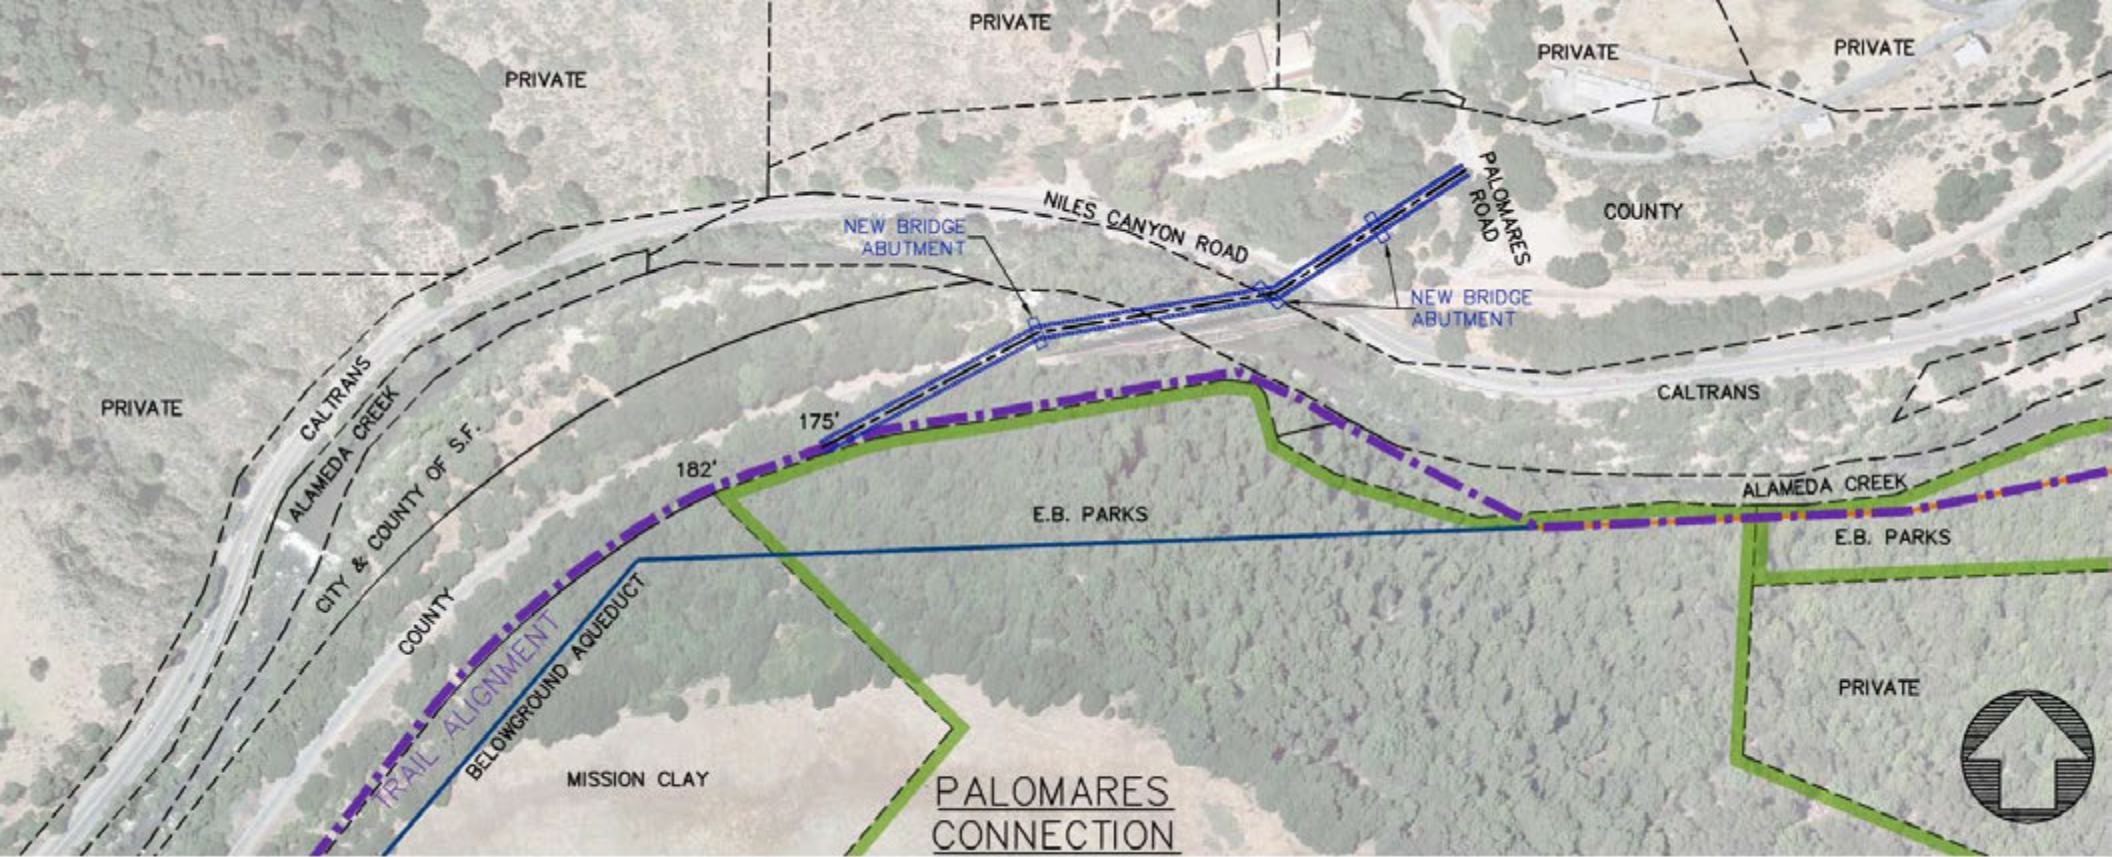 PRIVATE
PRIVATE
PRIVATE
PRIVATE
NILES CANYON ROAD
PALOMARES
ROAD
COUNTY
NEW BRIDGE
ABUTMENT
NEW BRIDGE
ABUTMENT
CALTRANS
PRIVATE
CALTRANS
ALAMEDA CREEK
CITY & COUNTY OF S.F.
175'
182'
E.B. PARKS
ALAMEDA CREEK
E.B. PARKS
COUNTY
TRAIL ALIGNMENT
BELOWGROUND AQUEDUCT
PRIVATE
MISSION CLAY
PALOMARES
CONNECTION